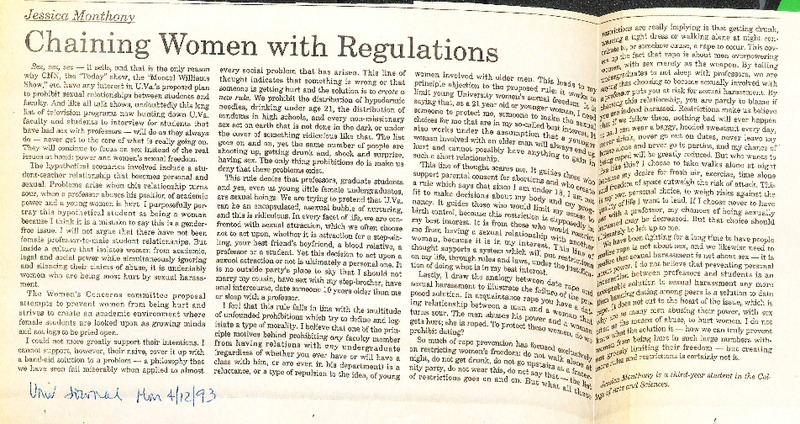 Jessica Monthony
Chaining Women with Regulations
Sex, sex, sex — it sells, and that is the only reason
why CNN, the "Today" show, the "Montel Williams
Show," etc. have any interest in U.Va.'s proposed plan
to prohibit sexual relationships between students and
faculty. And like all talk shows, undoubtedly this long
list of television programs now hunting down U.Va.
faculty and students to interview for students that
have had sex with professors — will do as they always
do — never get to the core of what is really going on.
They will continue to focus on sex instead of the real
issues at hand: power and women's sexual freedom.
The hypothetical scenarios involved include a stu-
dent-teacher relationship that becomes personal and
sexual. Problems arise when this relationship turns
sour, when a professor abuses his position of academic
power and a young woman is hurt. I purposefully por-
tray this hypothetical student as being a woman
because I think it is a mistake to say this is a gender-
free issue. I will not argue that there have not been
female professor-to-male student relationships. But
inside a culture that isolates women from academic,
legal and social power while simultaneously ignoring
and silencing their claims of abuse, it is undeniably
women who are being most hurt by sexual harass-
ment.
The Women's Concerns committee proposal
attempts to prevent women from being hurt and
strives to create an academic environment where
female students are looked upon as growing minds
and not legs to be pried open.
I could not more greatly support their intentions. I
cannot support, however, their naive, cover it up with
a band-aid solution to a problem — a philosophy that
we have seen fail miserably when applied to almost
every social problem that has arisen. This line of
thought indicates that something is wrong or that
someone is getting hurt and the solution is to create a
new rule. We prohibit the distribution of hypodermic
needles, drinking under age 21, the distribution of
condoms in high schools, and every non-missionary
sex act on earth that is not done in the dark or under
the cover of something ridiculous like that. The list
goes on and on, yet the same number of people are
shooting up, getting drunk and, shock and surprise,
having sex. The only thing prohibitions do is make us
deny that these problems exist.
This rule denies that professors, graduate students
and yes, even us young little female undergraduates,
are sexual beings. We are trying to pretend that U.Va.
can be an encapsulated, asexual bubble of nurturing,
and this is ridiculous. In every facet of life, we are con-
fronted with sexual attraction, which we often choose
not to act upon, whether it is attraction for a step-sib-
ling, your best friend's boyfriend, a blood relative, a
professor or a student. Yet this decision to act upon a
sexual attraction or not is ultimately a personal one. It
is no outside party's place to say that I should not
marry my cousin, have sex with my step-brother, have
anal intercourse, date someone 10 years older than me
or sleep with a professor.
I feel that this rule falls in line with the multitude
of unfounded prohibitions which try to define and leg-
islate a type of morality. I believe that one of the prin-
ciple motives behind prohibiting any faculty member
from having relations with any undergraduate
(regardless of whether you ever have or will have a
class with him, or are even in his department) is a
reluctance, or a type of repulsion to the idea, of young
women involved with older men. This leads to my
principle objection to the proposed rule: it works to
limit young University women's sexual freedom. It is
saying that, as a 21 year old or younger woman, I need
someone to protect me, someone to make the sexual
choices for me that are in my so-called best interest. It
also works under the assumption that a younger
woman involved with an older man will always end up
hurt and cannot possibly have anything to gain by
such a short relationship.
This line of thought scares me. It guides those who
support parental consent for abortions and who create
a rule which says that since I am under 18, I am not
fit to make decisions about my body and my preg-
nancy. It guides those who would limit my access to
birth control, because this restriction is supposedly in
my best interest. It is from those who would restrict
me from having a sexual relationship with another
woman, because it is in my interest. This line of
thought supports a system which will put restrictions
on my life, through rules and laws, under the justifica-
tion of doing what is in my best interest.
Lastly, I draw the analogy between date rape and
sexual harassment to illustrate the failure of the pro-
posed solution. In acquaintance rape you have a dat-
ing relationship between a man and a woman that
turns sour. The man abuses his power and a woman
gets hurt; she is raped. To protect these women, do we
prohibit dating?
So much of rape prevention has focused exclusively
on restricting women's freedom: do not walk alone at
night, do not get drunk, do not go upstairs at a frater-
nity party, do not wear this, do not say that — the list
of restrictions goes on and on. But what all these
restrictions are really implying is that getting drunk,
wearing a tight dress or walking alone at night con-
tribute to, or somehow cause, a rape to occur. This cov-
ers up the fact that rape is about men overpowering
women, with sex merely as the weapon. By telling
undergraduates to not sleep with professors, we are
saying that choosing to become sexually involved with
a professor puts you at risk for sexual harassment. By
choosing this relationship, you are partly to blame if
you are sexual harassed. Restrictions make us believe
that if we follow them, nothing bad will ever happen
to us. I can wear a baggy, hooded sweatshirt every day,
never drink, never go out on dates, never leave my
house alone and never go to parties, and my chance of
being raped will be greatly reduced. But who wants to
live like this? I choose to take walks alone at night
because my desire for fresh air, exercise, time alone
and freedom of space outweigh the risk of attack. This
is my own personal choice, to weigh risks against the
quality of life I want to lead. If I choose never to have
sex with a professor, my chances of being sexually
harassed may be decreased. But that choice should
ultimately be left up to me.
We have been fighting for a long time to have people
realize rape is not about sex, and we likewise need to
realize that sexual harassment is not about sex — it is
about power. I do not believe that preventing personal
interaction between professors and students is an
acceptable solution to sexual harassment any more
than banning dating among peers is a solution to date
rape. It does not cut to the heart of the issue, which is
why are so many men abusing their power, with sex
merely as the means of abuse, to hurt women. I do not
know what the solution is — how we can truly prevent
women from being hurt in such large numbers with-
out greatly limiting their freedom — but creating
more rules and restrictions is certainly not it.
Jessica Monthony is a third-year student in the Col-
lege of Arts and Sciences.
Univ Journal Mon 4/12/93